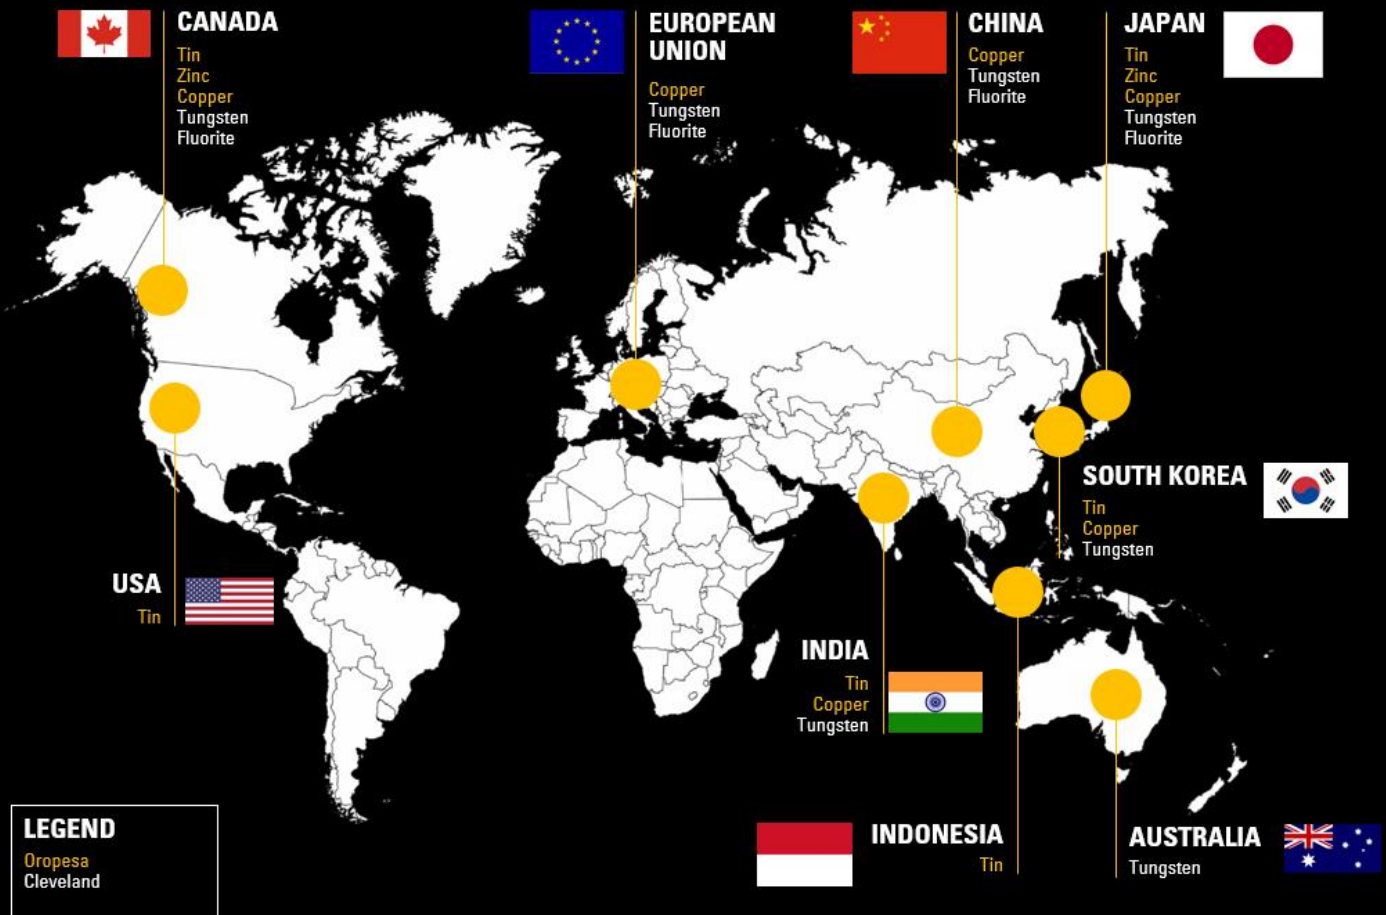 CANADA
Tin
Zinc
Copper
Tungsten
Fluorite
EUROPEAN
UNION
Copper
Tungsten
Fluorite
CHINA
Copper
Tungsten
Fluorite
JAPAN
Tin
Zinc
Copper
Tungsten
Fluorite
SOUTH KOREA
Tin
Copper
Tungsten
USA
Tin
INDIA
Tin
Copper
Tungsten
INDONESIA
Tin
AUSTRALIA
Tungsten
LEGEND
Oropesa
Cleveland